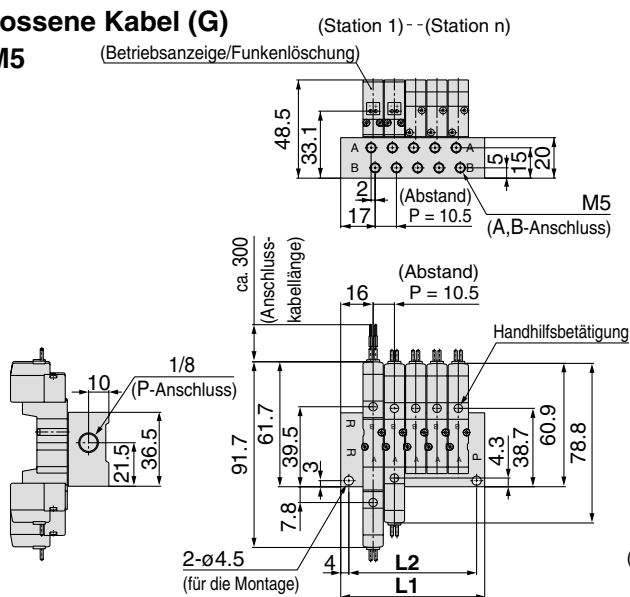 ossene Kabel (G)
M5
(Station 1) - - (Station n)
(Betriebsanzeige/Funkenlöschung)
48.5
33.1
A
A
B
B
5
15
20
2
17
(Abstand)
P = 10.5
M5
(A,B-Anschluss)
ca. 300
(Anschluss-
kabellänge)
16
(Abstand)
P = 10.5
Handhilfsbetätigung
1/8
(P-Anschluss)
10
21.5
36.5
91.7
61.7
39.5
3
7.8
R
R
B
B
B
B
B
A
A
A
A
A
P
4.3
38.7
60.9
78.8
2-ø4.5
(für die Montage)
4
L2
L1
(